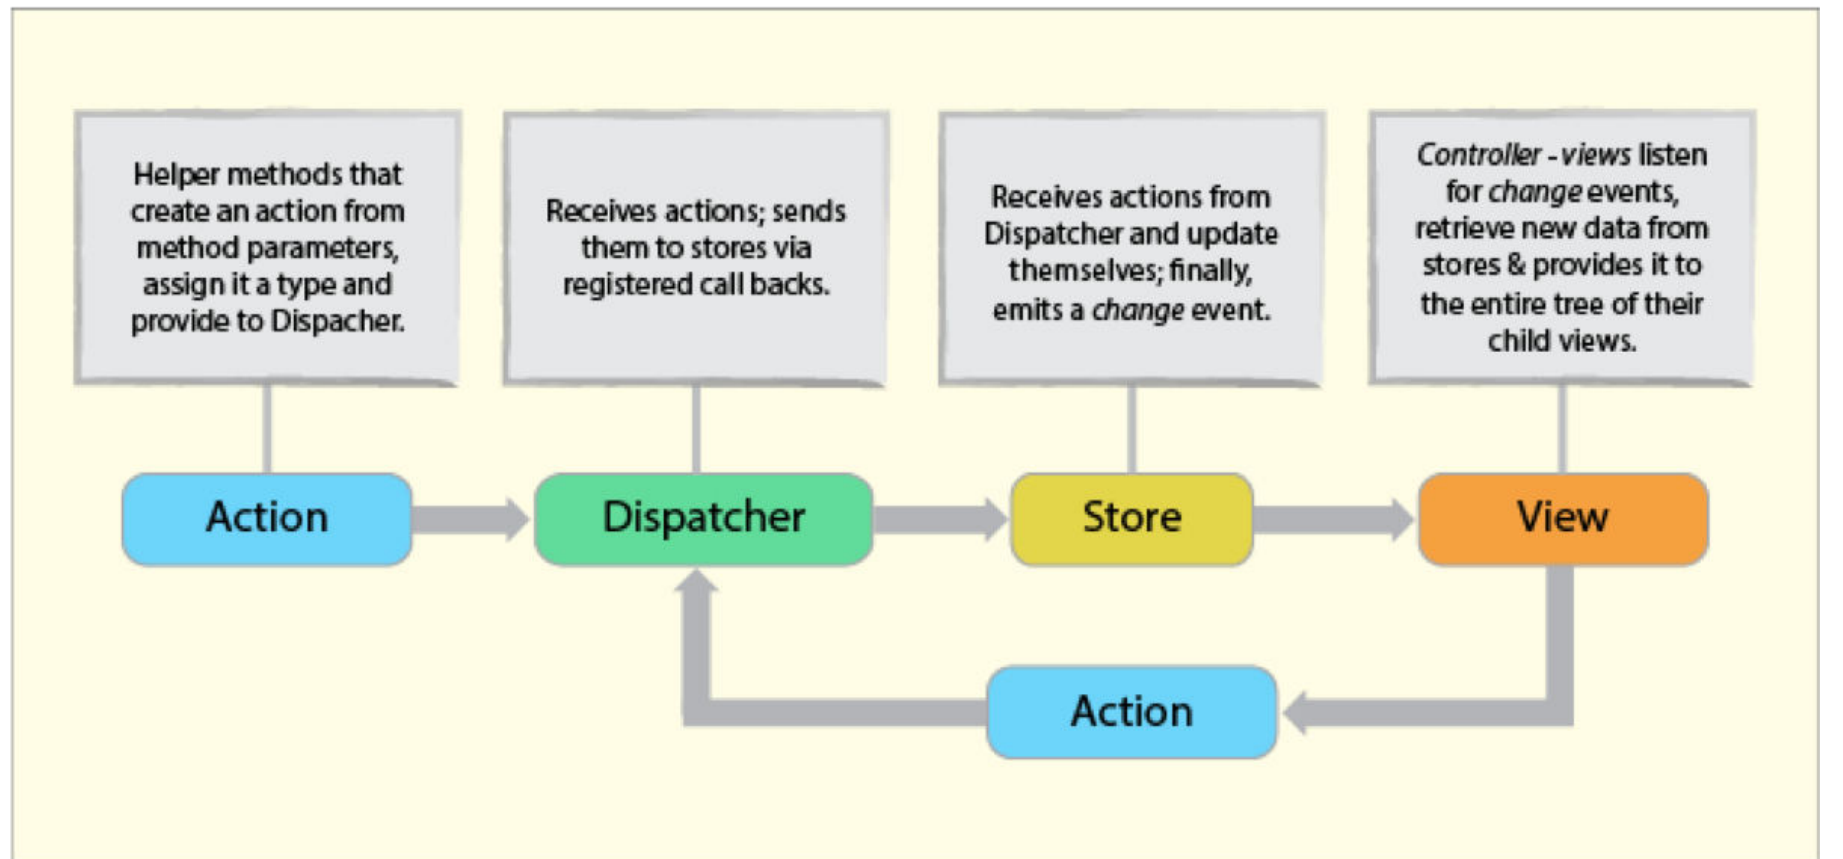 Helper methods that
create an action from
method parameters,
assign it a type and
provide to Dispacher.
Receives actions; sends
them to stores via
registered call backs.
Receives actions from
Dispatcher and update
themselves; finally,
emits a change event.
Controller - views listen
for change events,
retrieve new data from
stores & provides it to
the entire tree of their
child views.
Action
Dispatcher
Store
View
Action